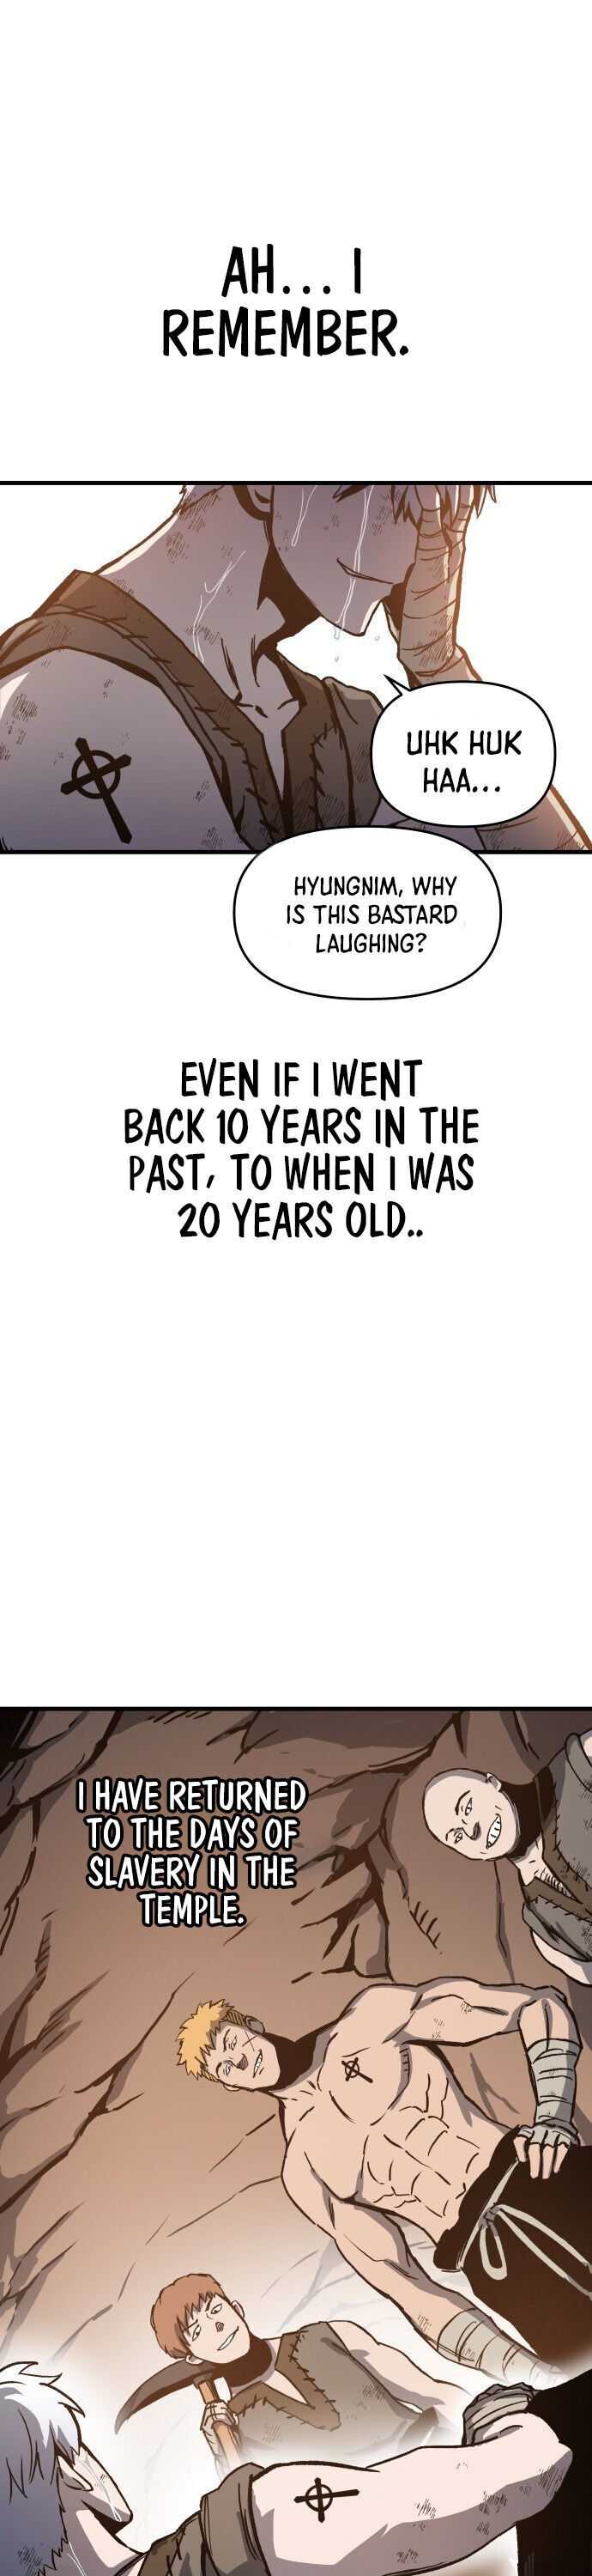 AH... I
REMEMBER.
UHK HUK
HAA...
HYUNGNIM, WHY
IS THIS BASTARD
LAUGHING?
EVEN IF I WENT
BACK 10 YEARS IN THE
PAST, TO WHEN I WAS
20 YEARS OLD..
I HAVE RETURNED
TO THE DAYS OF
SLAVERY IN THE
TEMPLE.